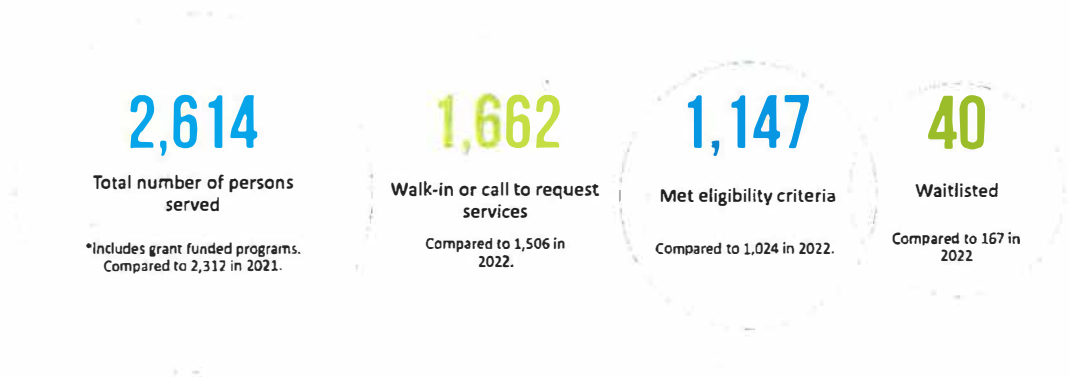 2,614
Total number of persons
served
*Includes grant funded programs.
Compared to 2,312 in 2021.
1,662
Walk-in or call to request
services
Compared to 1,506 in
2022.
1,147
Met eligibility criteria
Compared to 1,024 in 2022.
40
Waitlisted
Compared to 167 in
2022